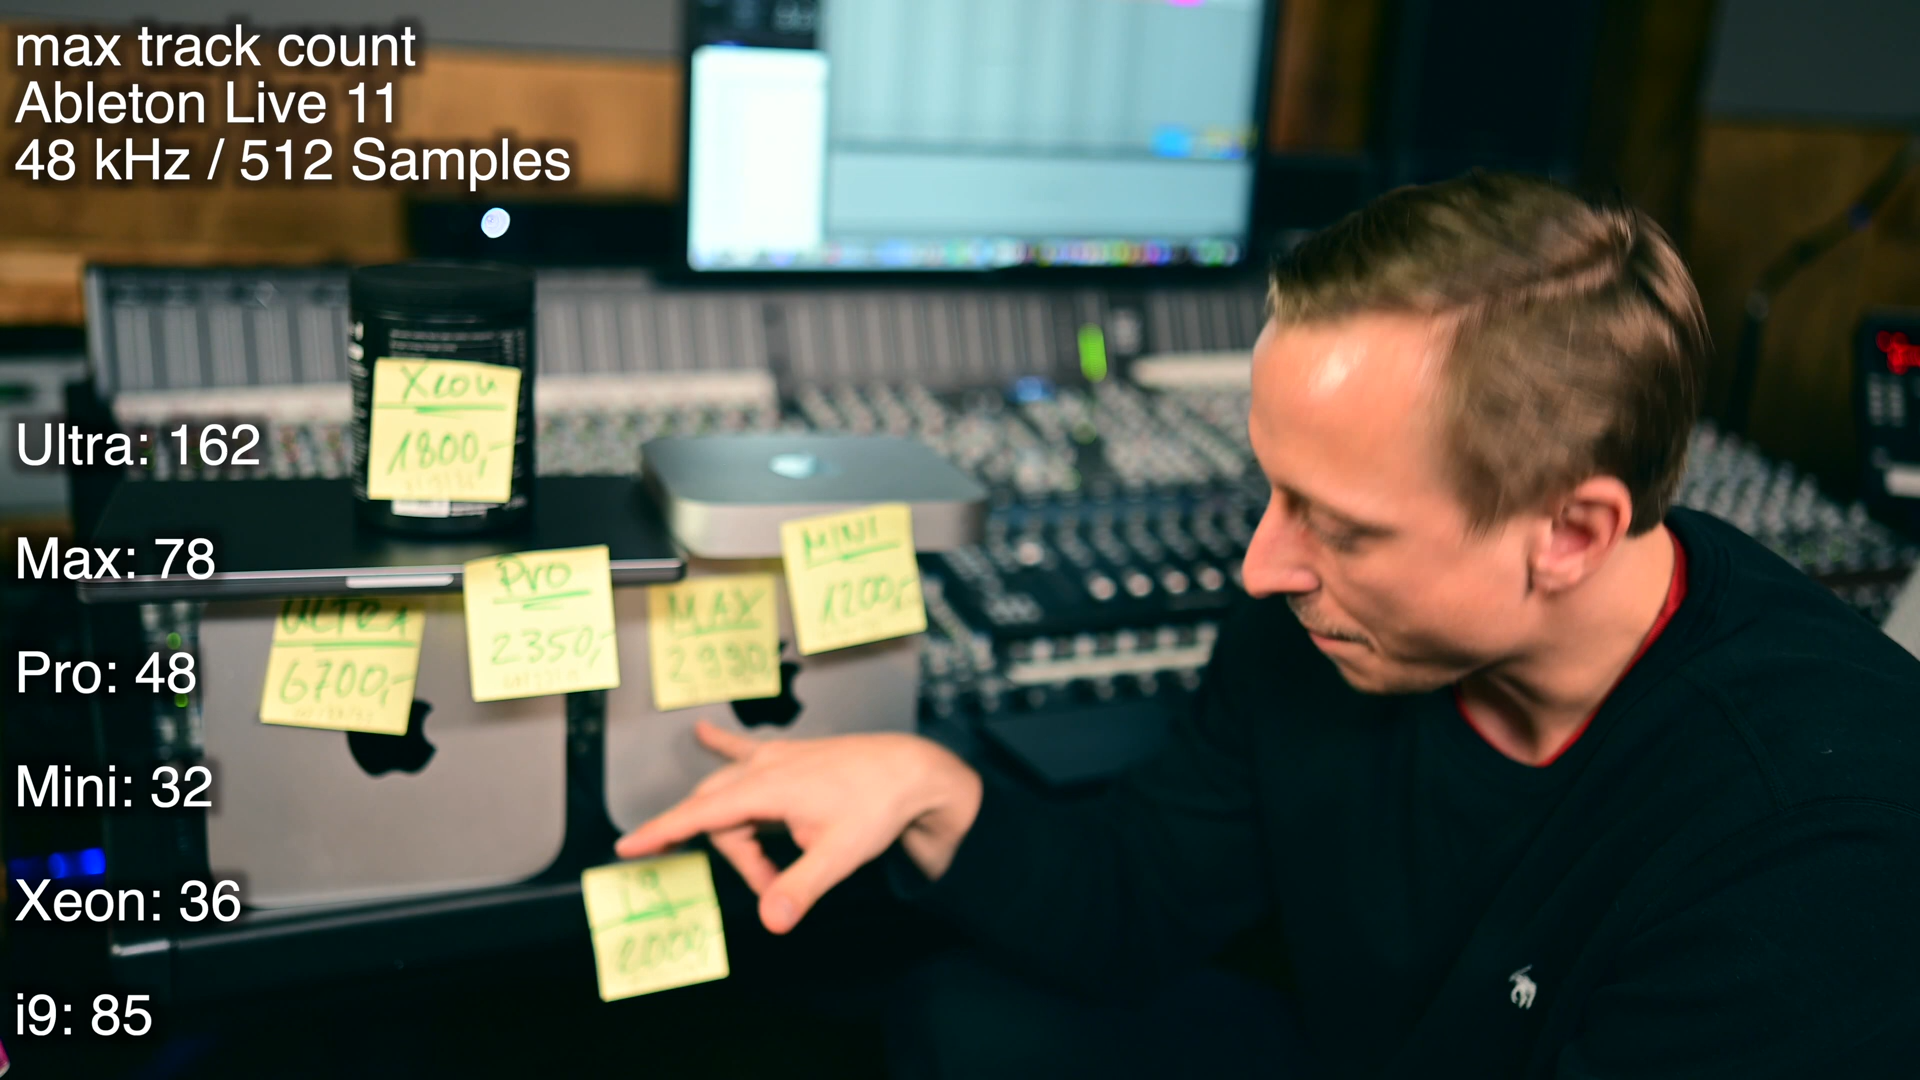 max track count
Ableton Live 11
48 kHz / 512 Samples
Ultra: 162
Max: 78
Pro: 48
Mini: 32
Xeon: 36
i9: 85
Xeon
1800,-
Pro
2350,-
MINI
1200,-
ULTRA
6700,-
MAX
i9
2000,-